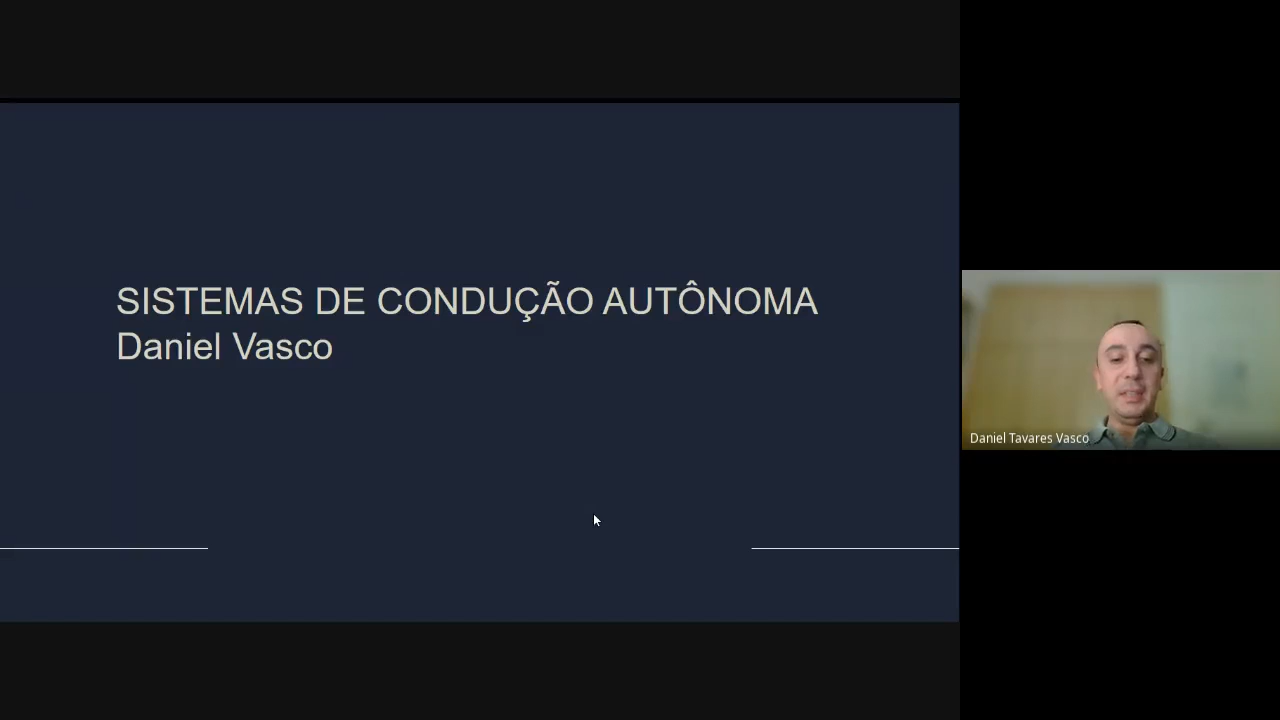 SISTEMAS DE CONDUÇÃO AUTÔNOMA
Daniel Vasco
Daniel Tavares Vasco